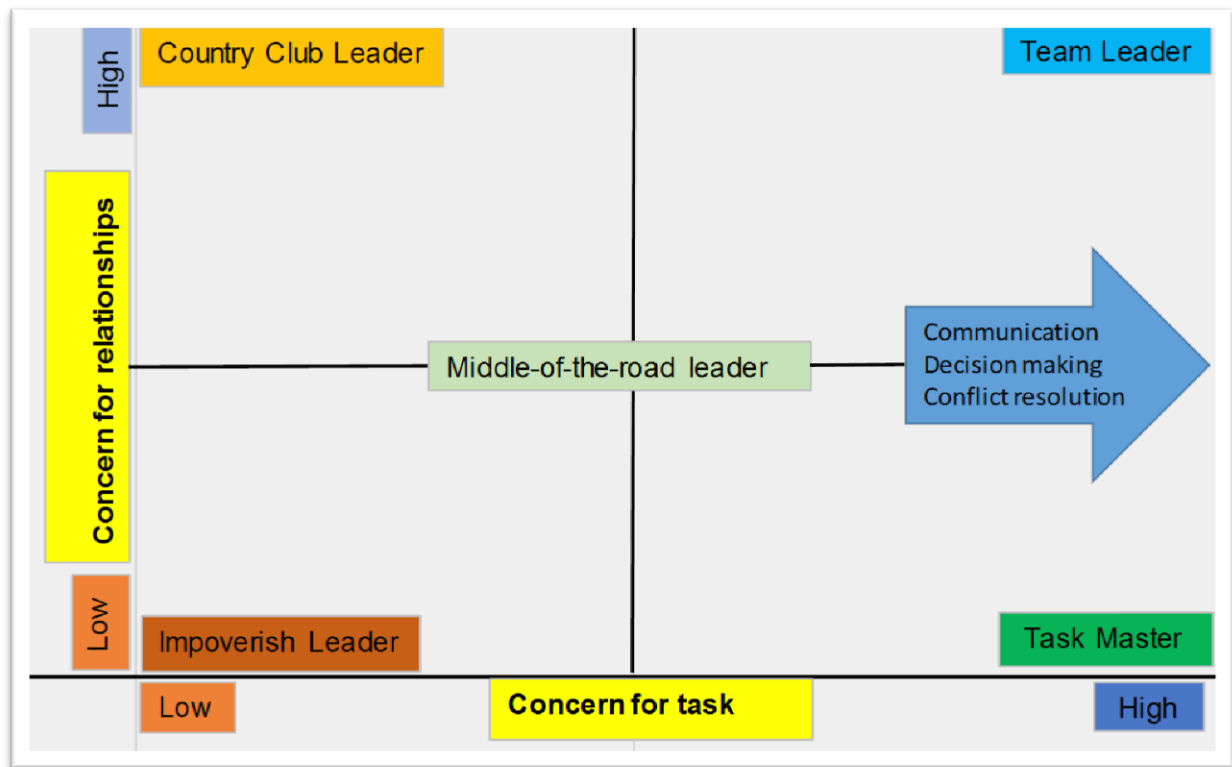 High
Country Club Leader
Team Leader
Concern for relationships
Middle-of-the-road leader
Communication
Decision making
Conflict resolution
Low
Impoverish Leader
Task Master
Low
Concern for task
High